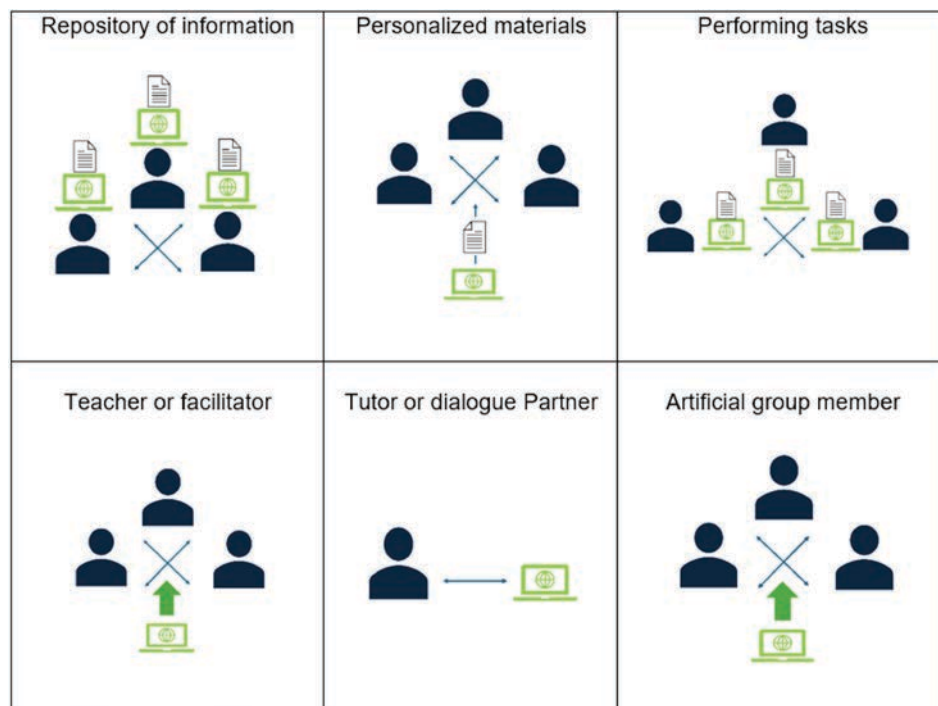 Repository of information
Personalized materials
Performing tasks
Teacher or facilitator
Tutor or dialogue Partner
Artificial group member